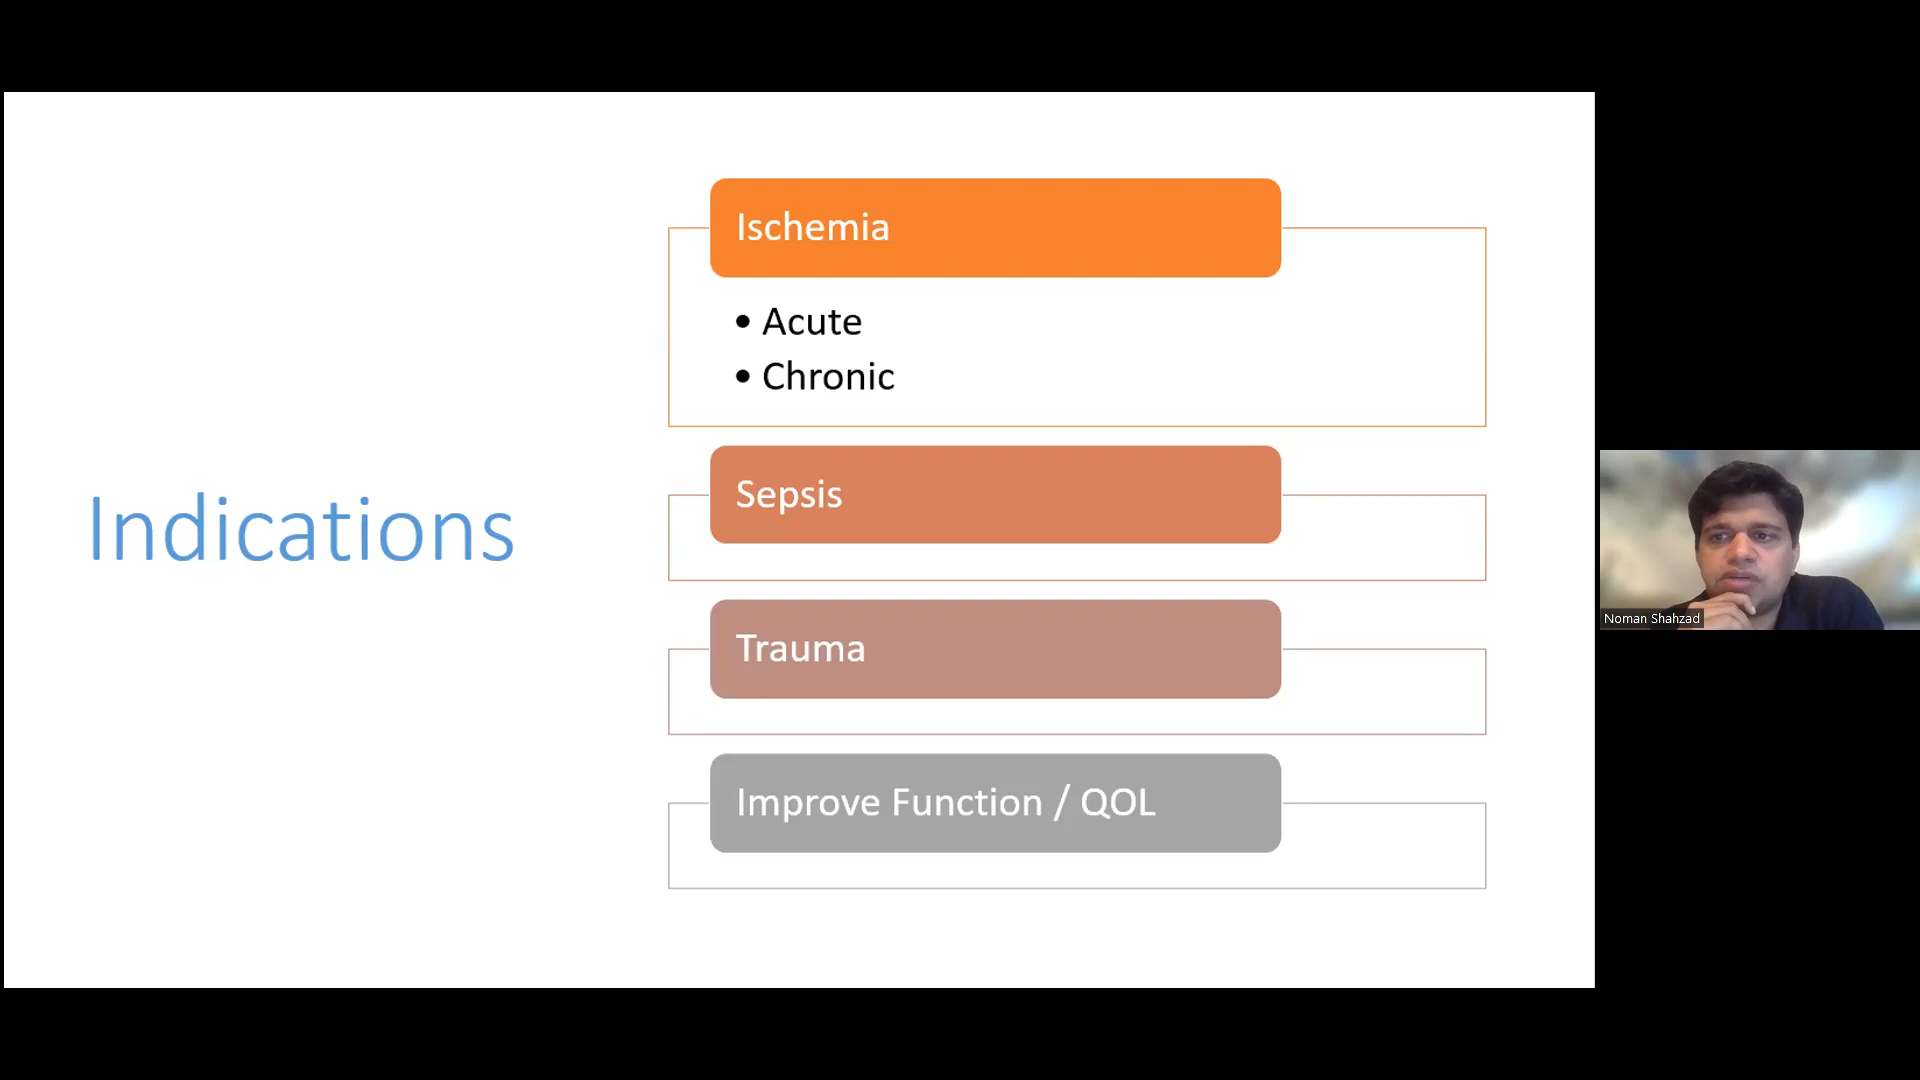 Indications
Ischemia
• Acute
• Chronic
Sepsis
Trauma
Improve Function / QOL
Noman Shahzad